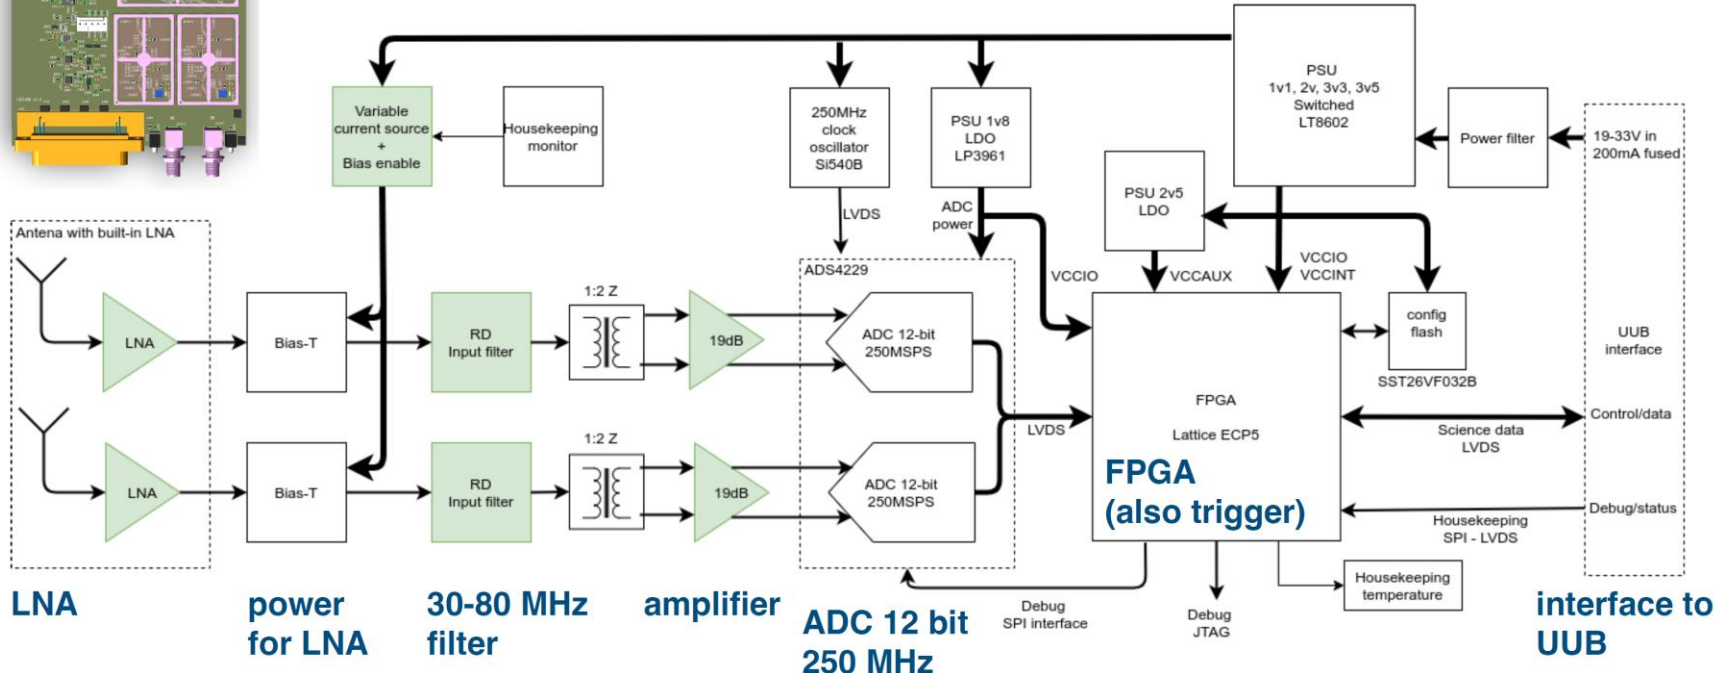 PSU
1v1, 2v, 3v3, 3v5
Switched
LT8602
Variable
current source
+
Bias enable
Housekeeping
monitor
250MHz
clock
oscillator
Si540B
PSU 1v8
LDO
LP3961
Power filter
19-33V in
200mA fused
PSU 2v5
LDO
LVDS
ADC
power
Antena with built-in LNA
ADS4229
VCCIO
VCCAUX
VCCIO
VCCINT
LNA
Bias-T
RD
Input filter
1:2 Z
19dB
ADC 12-bit
250MSPS
config
flash
SST26VF032B
UUB
interface
FPGA
Lattice ECP5
LVDS
Science data
LVDS
Control/data
LNA
Bias-T
RD
Input filter
1:2 Z
19dB
ADC 12-bit
250MSPS
FPGA
(also trigger)
Debug/status
Housekeeping
SPI - LVDS
Housekeeping
temperature
Debug
SPI interface
Debug
JTAG
LNA
power
for LNA
30-80 MHz
filter
amplifier
ADC 12 bit
250 MHz
interface to
UUB